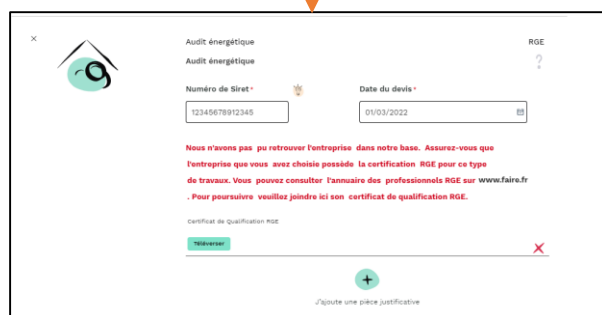 Audit énergétique RGE
Audit énergétique ?
Numéro de Siret* Date du devis*
12345678912345 01/03/2022
Nous n'avons pas pu retrouver l'entreprise dans notre base. Assurez-vous que
l'entreprise que vous avez choisie possède la certification RGE pour ce type
de travaux. Vous pouvez consulter l'annuaire des professionnels RGE sur www.faire.fr
. Pour poursuivre veuillez joindre ici son certificat de qualification RGE.
Certificat de Qualification RGE
Téléverser
J'ajoute une pièce justificative